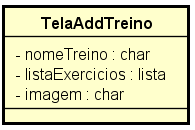 TelaAddTreino
- nomeTreino : char
- listaExercicios : lista
- imagem : char